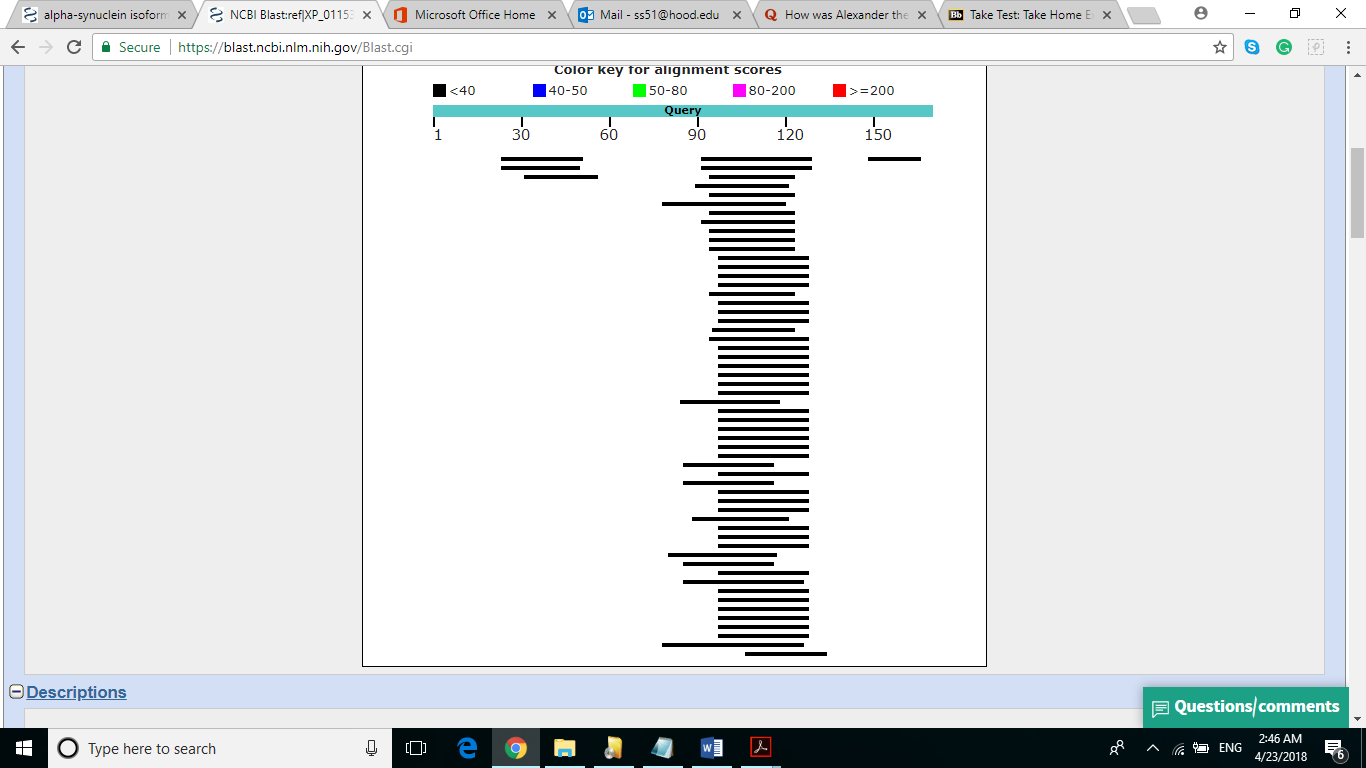 alpha-synuclein isoform
NCBI Blast:ref|XP_0115
Microsoft Office Home
Mail - ss51@hood.edu
How was Alexander the
Bb Take Test: Take Home E
Secure https://blast.ncbi.nlm.nih.gov/Blast.cgi
Color key for alignment scores
<40 40-50 50-80 80-200 >=200
Query
1 30 60 90 120 150
Descriptions
Questions/comments
Type here to search
ENG
2:46 AM
4/23/2018
6